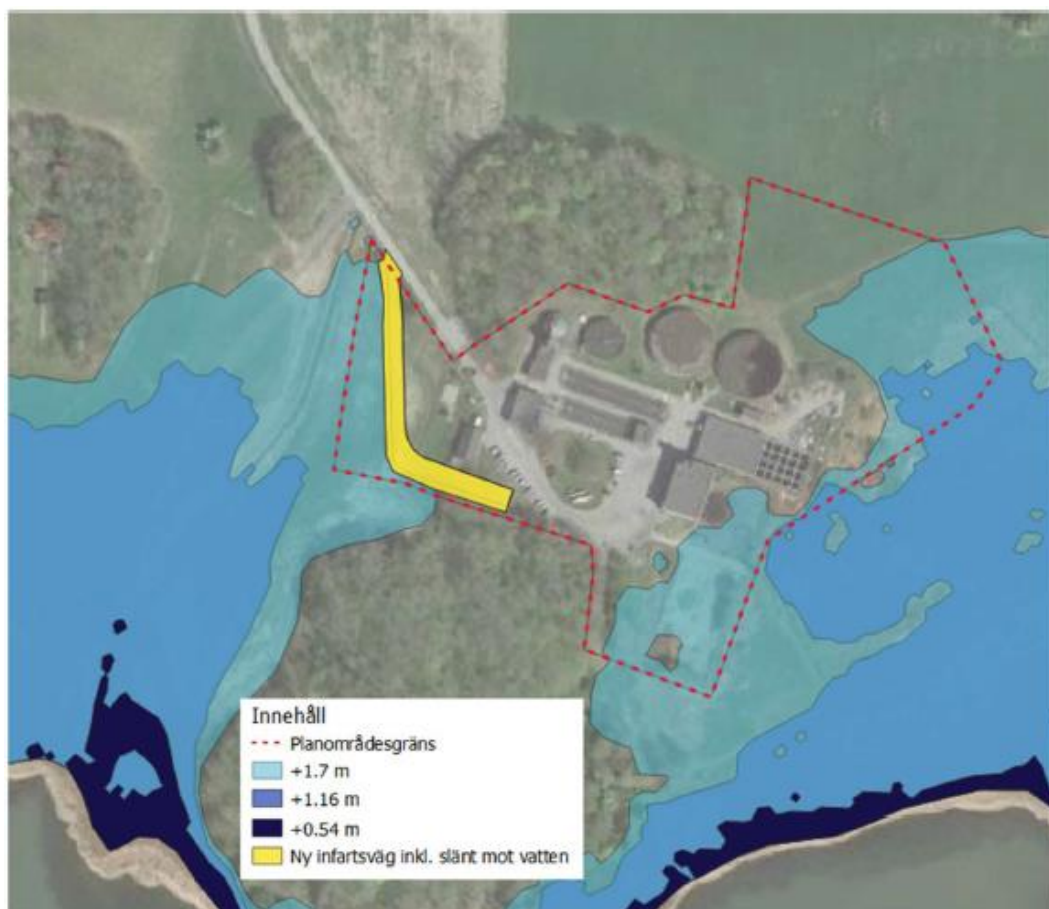 Innehåll
Planområdesgräns
+1.7 m
+1.16 m
+0.54 m
Ny infartsväg inkl. slänt mot vatten